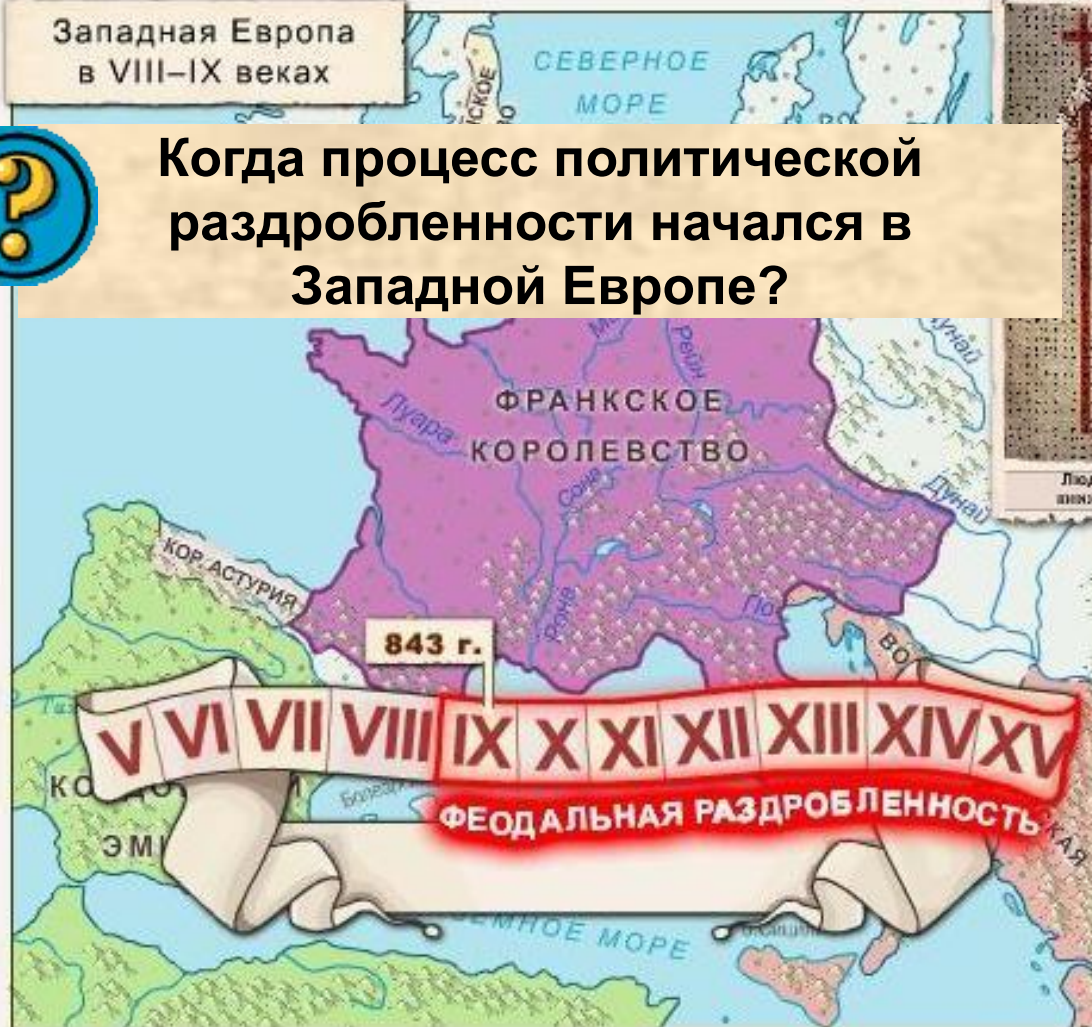 Западная Европа
в VIII–IX веках
СЕВЕРНОЕ
МОРЕ
Когда процесс политической
раздробленности начался в
Западной Европе?
Рейн
Дунай
Луара
ФРАНКСКОЕ
КОРОЛЕВСТВО
Сона
Дунай
КОР. АСТУРИЯ
Рона
По
843 г.
V VI VII VIII IX X XI XII XIII XIV XV
ФЕОДАЛЬНАЯ РАЗДРОБЛЕННОСТЬ
МОРЕ